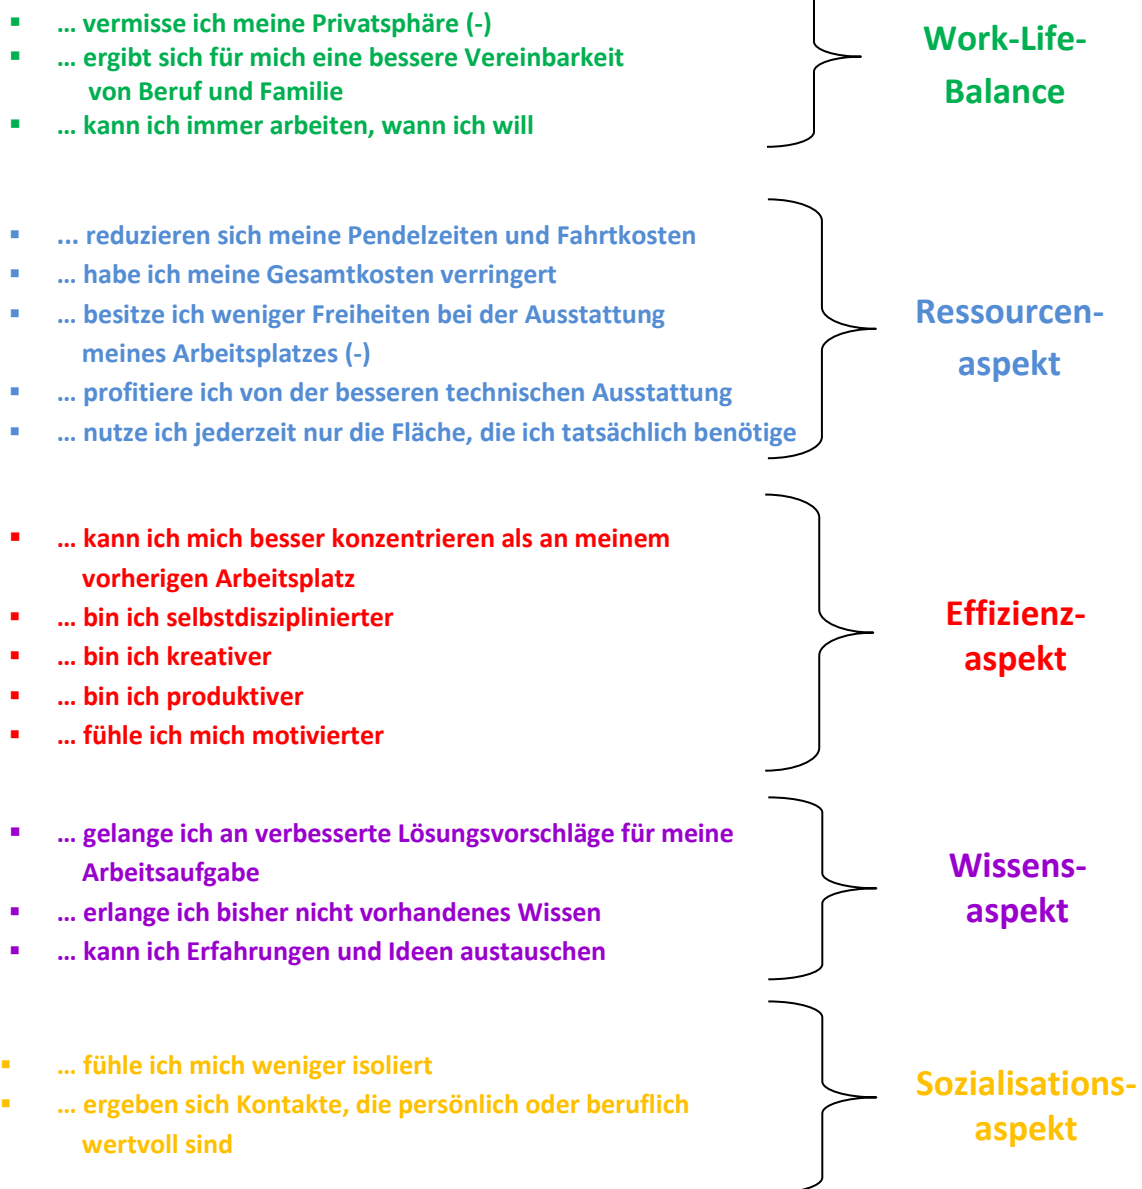 ▪ … vermisse ich meine Privatsphäre (-)
▪ … ergibt sich für mich eine bessere Vereinbarkeit
von Beruf und Familie
▪ … kann ich immer arbeiten, wann ich will
Work-Life-
Balance
▪ ... reduzieren sich meine Pendelzeiten und Fahrtkosten
▪ … habe ich meine Gesamtkosten verringert
▪ … besitze ich weniger Freiheiten bei der Ausstattung
meines Arbeitsplatzes (-)
▪ … profitiere ich von der besseren technischen Ausstattung
▪ … nutze ich jederzeit nur die Fläche, die ich tatsächlich benötige
Ressourcen-
aspekt
▪ … kann ich mich besser konzentrieren als an meinem
vorherigen Arbeitsplatz
▪ … bin ich selbstdisziplinierter
▪ … bin ich kreativer
▪ … bin ich produktiver
▪ … fühle ich mich motivierter
Effizienz-
aspekt
▪ … gelange ich an verbesserte Lösungsvorschläge für meine
Arbeitsaufgabe
▪ … erlange ich bisher nicht vorhandenes Wissen
▪ … kann ich Erfahrungen und Ideen austauschen
Wissens-
aspekt
▪ … fühle ich mich weniger isoliert
▪ … ergeben sich Kontakte, die persönlich oder beruflich
wertvoll sind
Sozialisations-
aspekt